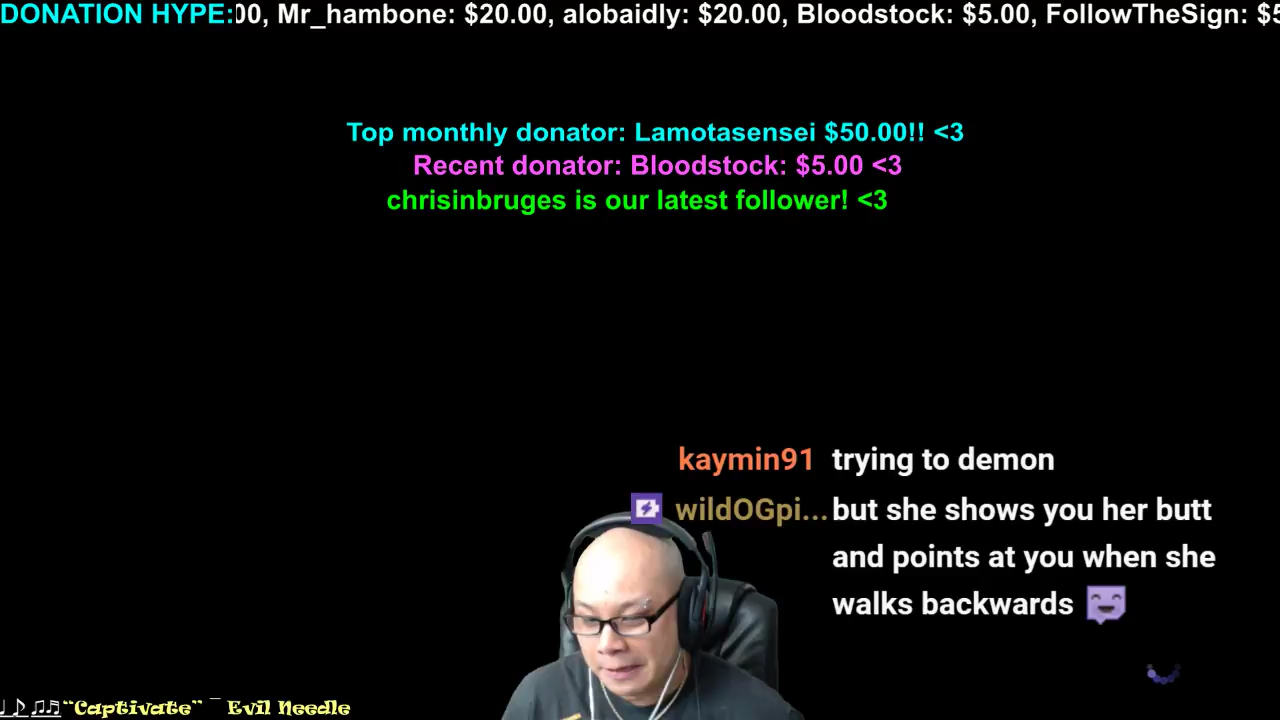 DONATION HYPE:00, Mr_hambone: $20.00, alobaidly: $20.00, Bloodstock: $5.00, FollowTheSign: $5
Top monthly donator: Lamotasensei $50.00!! <3
Recent donator: Bloodstock: $5.00 <3
chrisinbruges is our latest follower! <3
kaymin91 trying to demon
wildOGpi... but she shows you her butt
and points at you when she
walks backwards
♩♪♫♬"Captivate" ~ Evil Needle